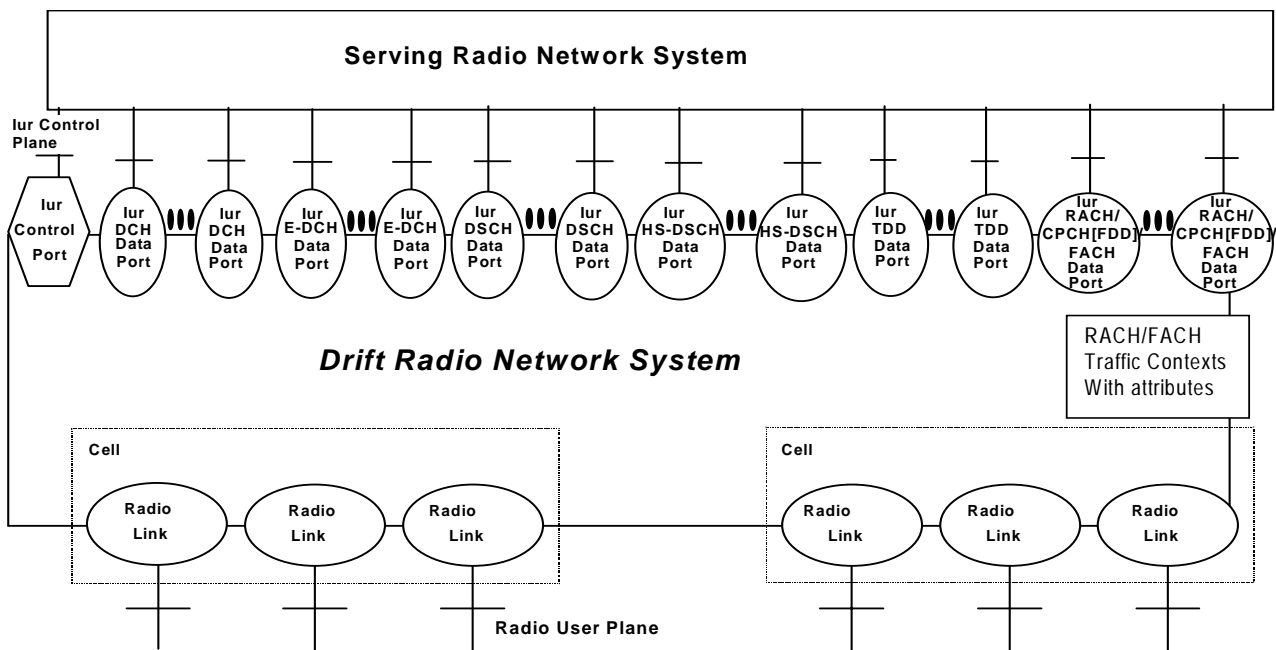 Serving Radio Network System
Iur Control
Plane
Iur
Control
Port
Iur
DCH
Data
Port
Iur
DCH
Data
Port
Iur
E-DCH
Data
Port
Iur
E-DCH
Data
Port
Iur
DSCH
Data
Port
Iur
DSCH
Data
Port
Iur
HS-DSCH
Data
Port
Iur
HS-DSCH
Data
Port
Iur
TDD
Data
Port
Iur
TDD
Data
Port
Iur
RACH/
CPCH[FDD]/
FACH
Data
Port
Iur
RACH/
CPCH[FDD]/
FACH
Data
Port
RACH/FACH
Traffic Contexts
With attributes
Drift Radio Network System
Cell
Radio
Link
Radio
Link
Radio
Link
Cell
Radio
Link
Radio
Link
Radio
Link
Radio User Plane